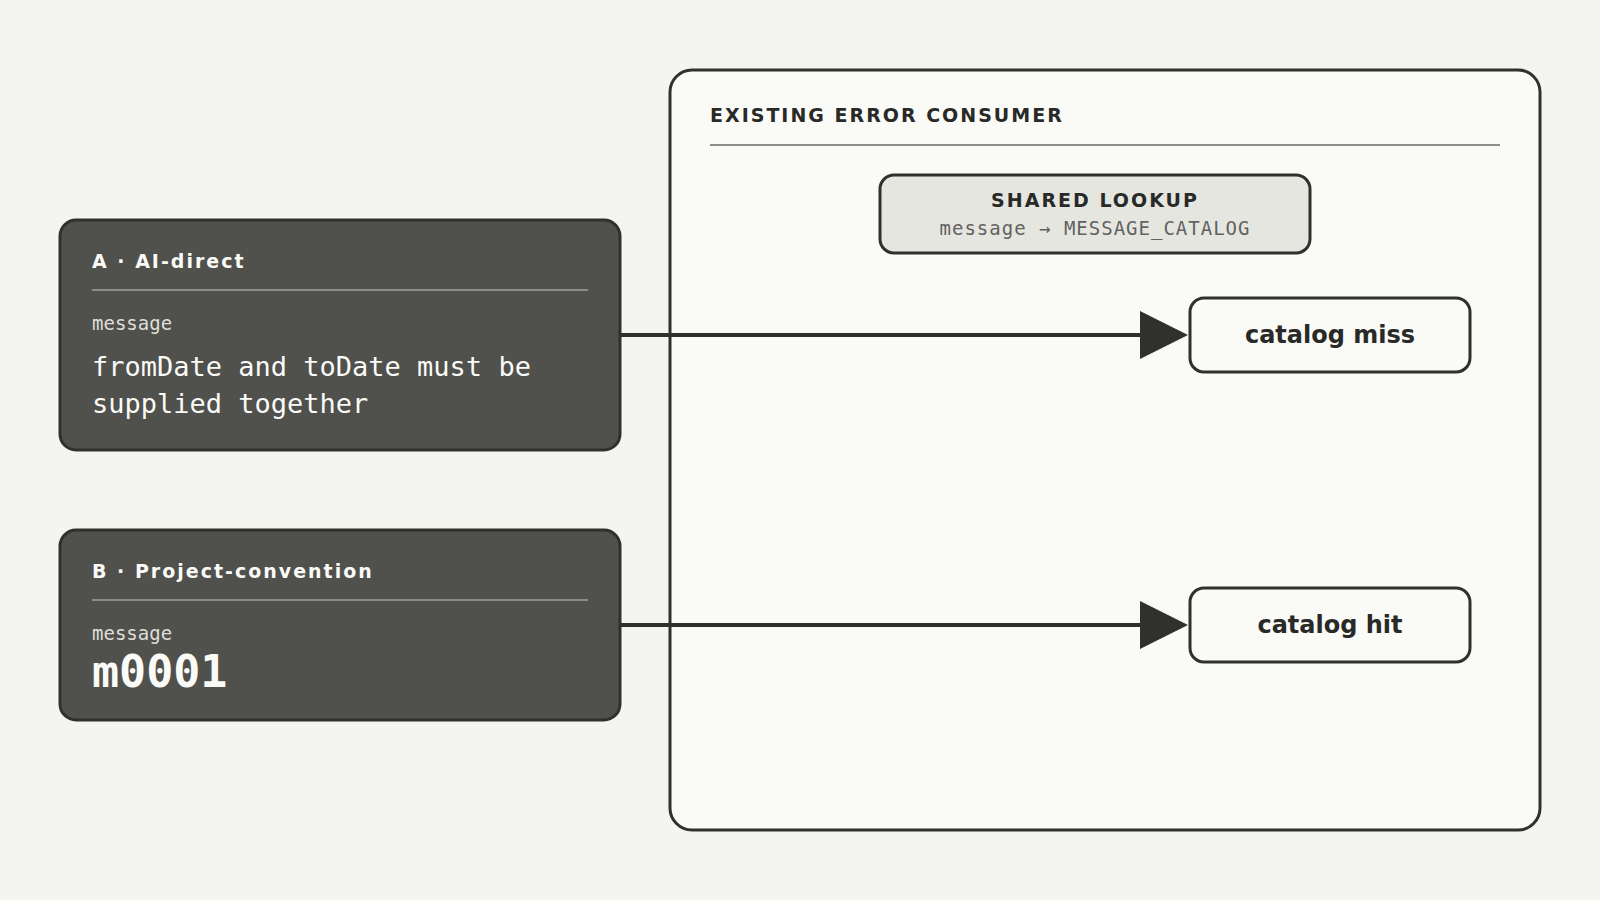 EXISTING ERROR CONSUMER
SHARED LOOKUP
message → MESSAGE_CATALOG
A · AI-direct
message
fromDate and toDate must be
supplied together
catalog miss
B · Project-convention
message
m0001
catalog hit